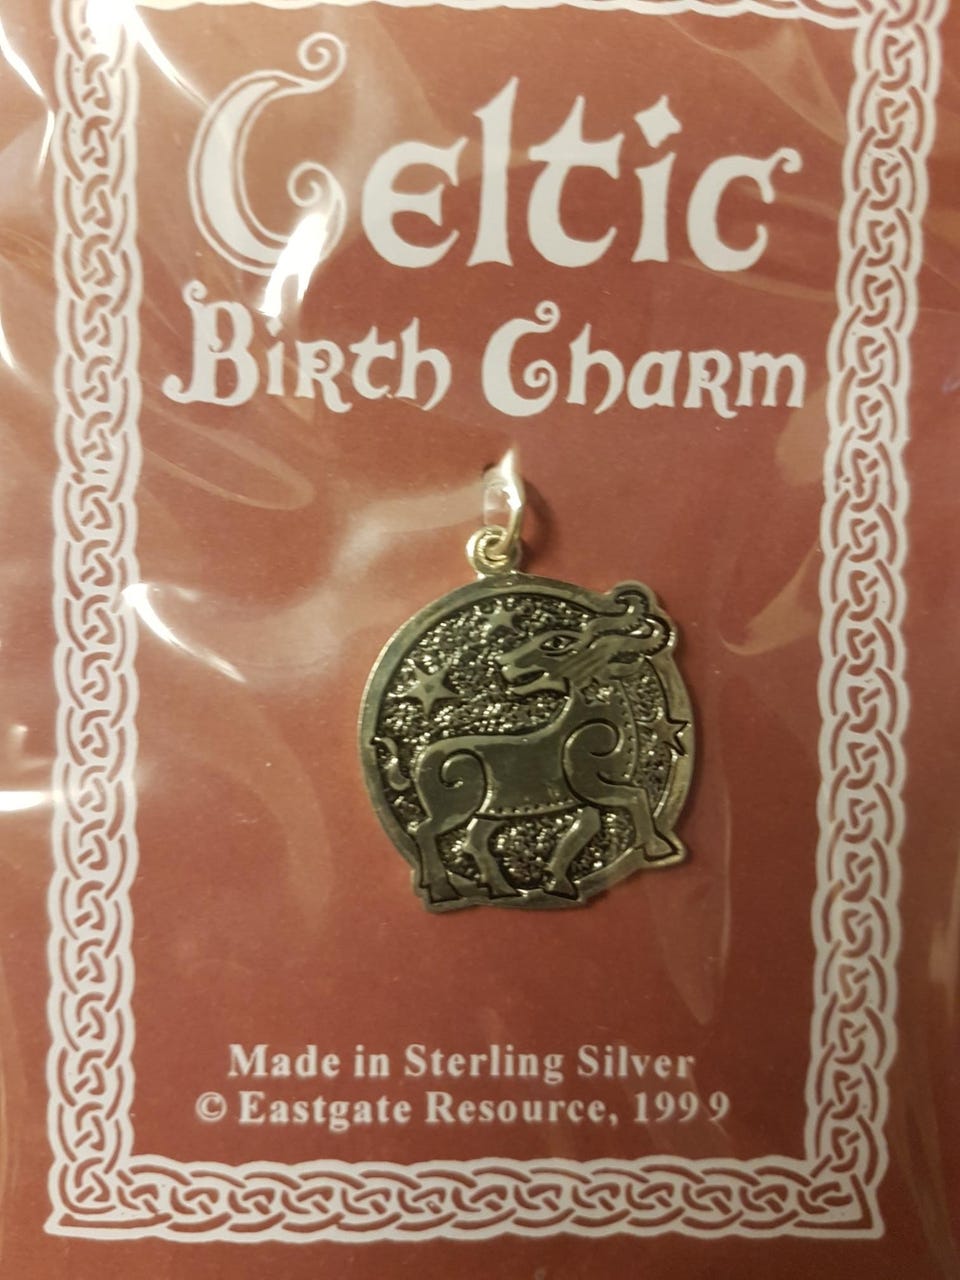 Celtic
Birth Charm
Made in Sterling Silver
© Eastgate Resource, 1999